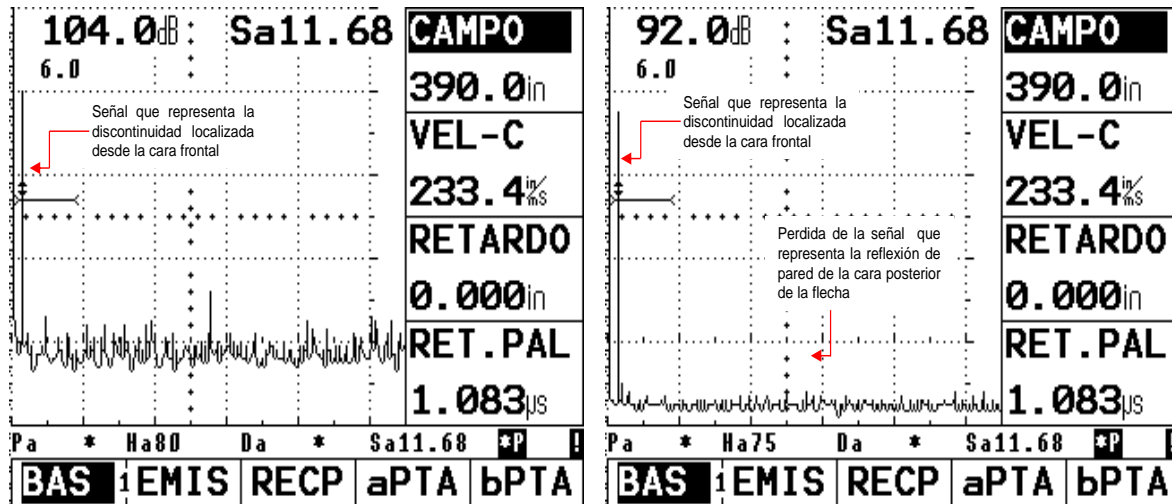 104.0dB Sa11.68
6.0
Señal que representa la
discontinuidad localizada
desde la cara frontal
CAMPO
390.0in
VEL-C
233.4in/ms
RETARDO
0.000in
RET.PAL
1.083µs
Pa * Ha80 Da * Sa11.68 *P !
BAS 1 EMIS RECP aPTA bPTA
92.0dB Sa11.68
6.0
Señal que representa la
discontinuidad localizada
desde la cara frontal
Perdida de la señal que
representa la reflexión de
pared de la cara posterior
de la flecha
CAMPO
390.0in
VEL-C
233.4in/ms
RETARDO
0.000in
RET.PAL
1.083µs
Pa * Ha75 Da * Sa11.68 *P
BAS 1 EMIS RECP aPTA bPTA